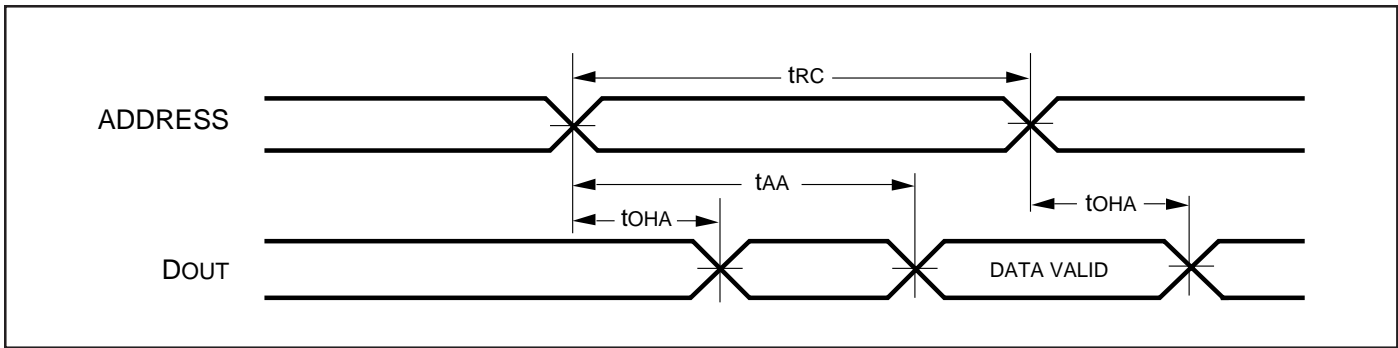 tRC
ADDRESS
tAA
tOHA
tOHA
DOUT
DATA VALID